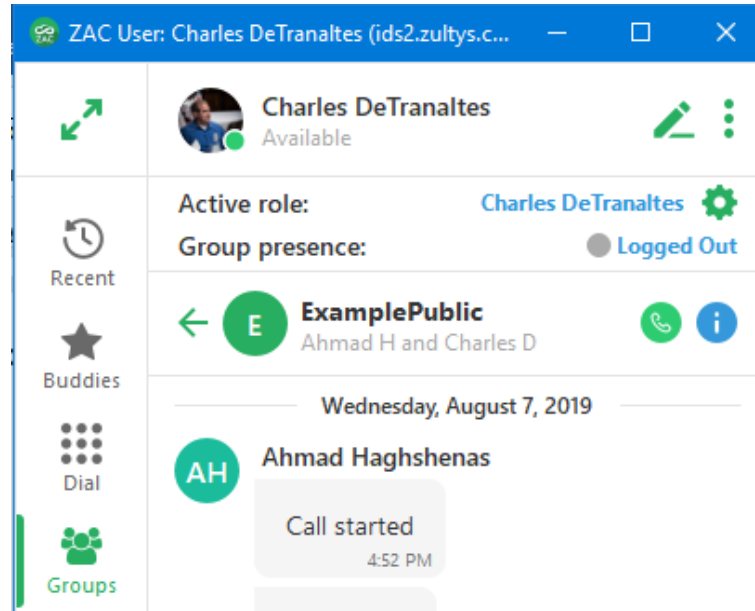 ZAC User: Charles DeTranaltes (ids2.zultys.c...
Charles DeTranaltes
Available
Active role: Charles DeTranaltes
Group presence: Logged Out
Recent
Buddies
Dial
Groups
E ExamplePublic
Ahmad H and Charles D
Wednesday, August 7, 2019
AH Ahmad Haghshenas
Call started
4:52 PM